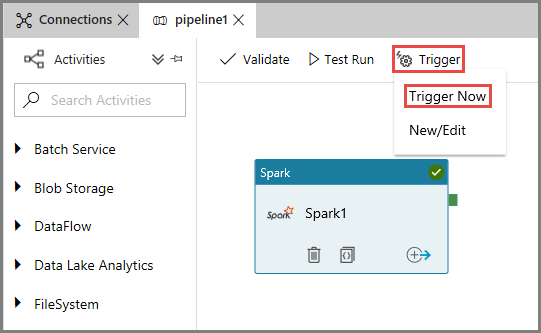 Connections
pipeline1
Activities
Validate
Test Run
Trigger
Search Activities
Trigger Now
New/Edit
Batch Service
Blob Storage
DataFlow
Data Lake Analytics
FileSystem
Spark
Spark
Spark1